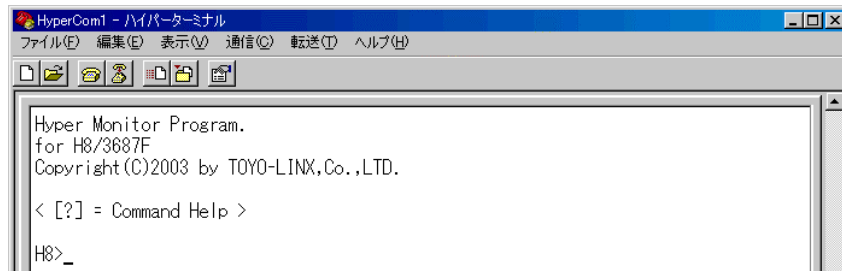 HyperCom1 - ハイパーターミナル
ファイル(F) 編集(E) 表示(V) 通信(C) 転送(T) ヘルプ(H)
Hyper Monitor Program.
for H8/3687F
Copyright(C)2003 by TOYO-LINX,Co.,LTD.
< [?] = Command Help >
H8>_